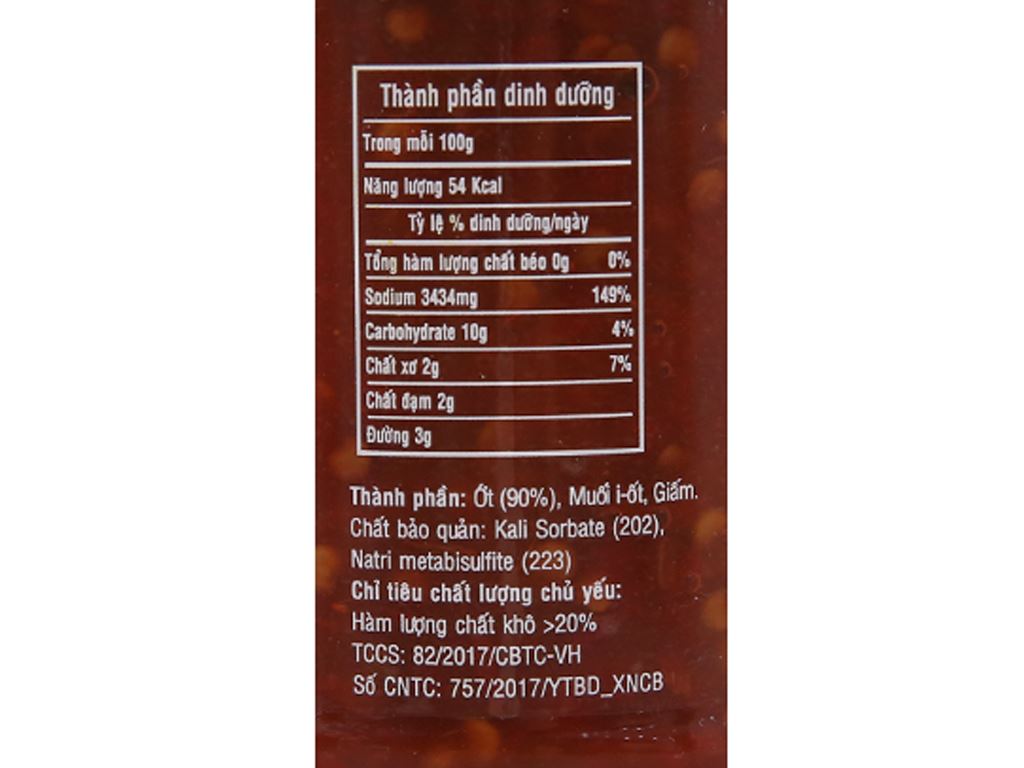 Thành phần dinh dưỡng
Trong mỗi 100g
Năng lượng 54 Kcal
Tỷ lệ % dinh dưỡng/ngày
Tổng hàm lượng chất béo 0g 0%
Sodium 3434mg 149%
Carbohydrate 10g 4%
Chất xơ 2g 7%
Chất đạm 2g
Đường 3g
Thành phần: Ớt (90%), Muối i-ốt, Giấm.
Chất bảo quản: Kali Sorbate (202),
Natri metabisulfite (223)
Chỉ tiêu chất lượng chủ yếu:
Hàm lượng chất khô >20%
TCCS: 82/2017/CBTC-VH
Số CNTC: 757/2017/YTBD_XNCB